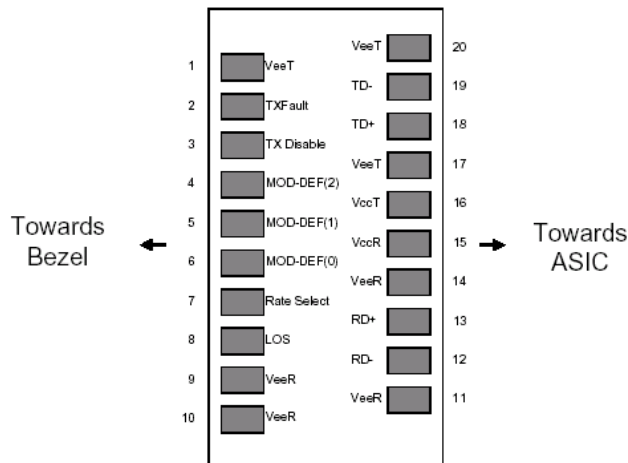 VeeT 20
1 VeeT
TD- 19
2 TXFault
TD+ 18
3 TX Disable
VeeT 17
4 MOD-DEF(2)
VccT 16
5 MOD-DEF(1)
Towards
Bezel
VccR 15
Towards
ASIC
6 MOD-DEF(0)
VeeR 14
7 Rate Select
RD+ 13
8 LOS
RD- 12
9 VeeR
VeeR 11
10 VeeR